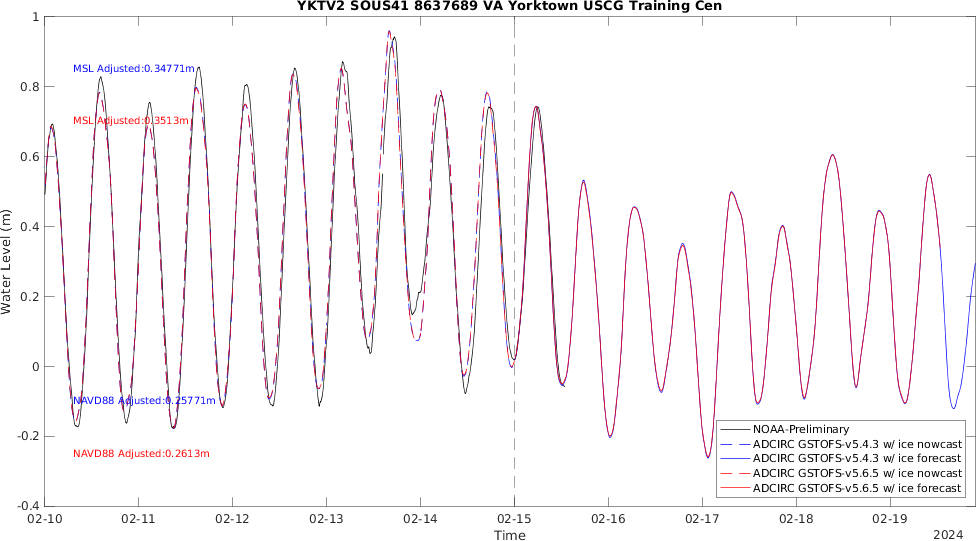 YKTV2 SOUS41 8637689 VA Yorktown USCG Training Cen
1
0.8
0.6
0.4
0.2
0
-0.2
-0.4
Water Level (m)
MSL Adjusted:0.34771m
MSL Adjusted:0.3513m
NAVD88 Adjusted:0.25771m
NAVD88 Adjusted:0.2613m
NOAA-Preliminary
ADCIRC GSTOFS-v5.4.3 w/ ice nowcast
ADCIRC GSTOFS-v5.4.3 w/ ice forecast
ADCIRC GSTOFS-v5.6.5 w/ ice nowcast
ADCIRC GSTOFS-v5.6.5 w/ ice forecast
02-10 02-11 02-12 02-13 02-14 02-15 02-16 02-17 02-18 02-19
Time
2024